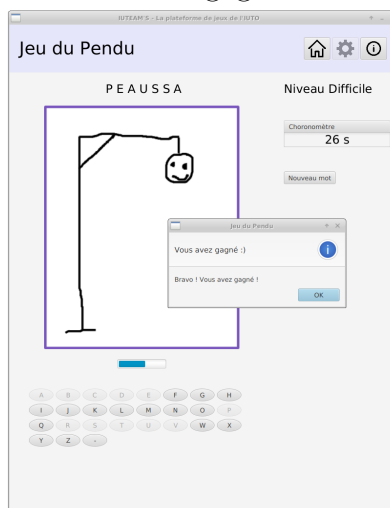 IUTEAM'S - La plateforme de jeux de l'IUTO
Jeu du Pendu
P E A U S S A
Niveau Difficile
Choronomètre
26 s
Nouveau mot
Jeu du Pendu
Vous avez gagné :)
Bravo ! Vous avez gagné !
OK
A B C D E F G H
I J K L M N O P
Q R S T U V W X
Y Z -